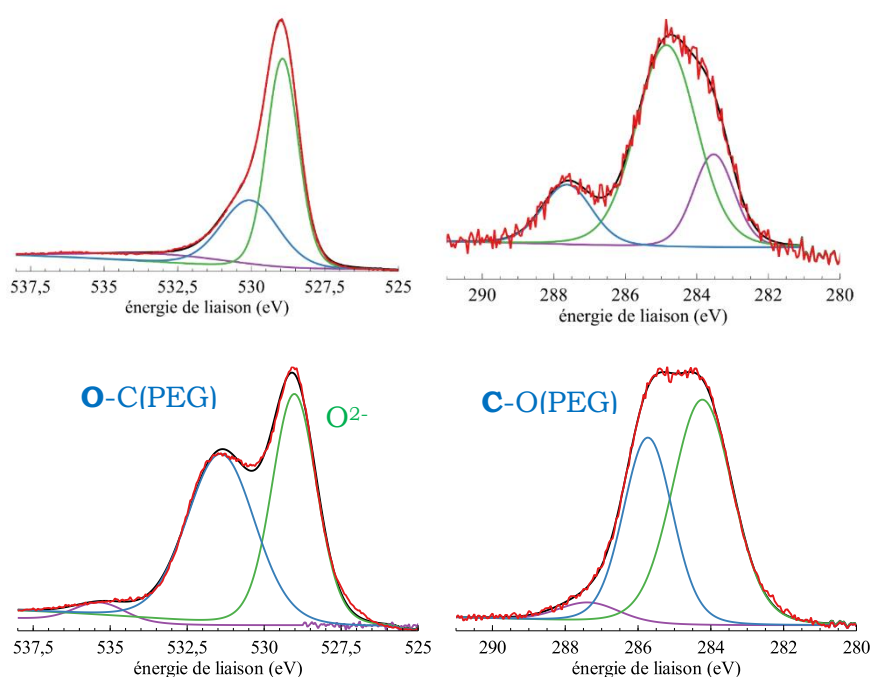 537,5 535 532,5 530 527,5 525
énergie de liaison (eV)
290 288 286 284 282 280
énergie de liaison (eV)
O-C(PEG)
O²⁻
C-O(PEG)
537,5 535 532,5 530 527,5 525
énergie de liaison (eV)
290 288 286 284 282 280
énergie de liaison (eV)